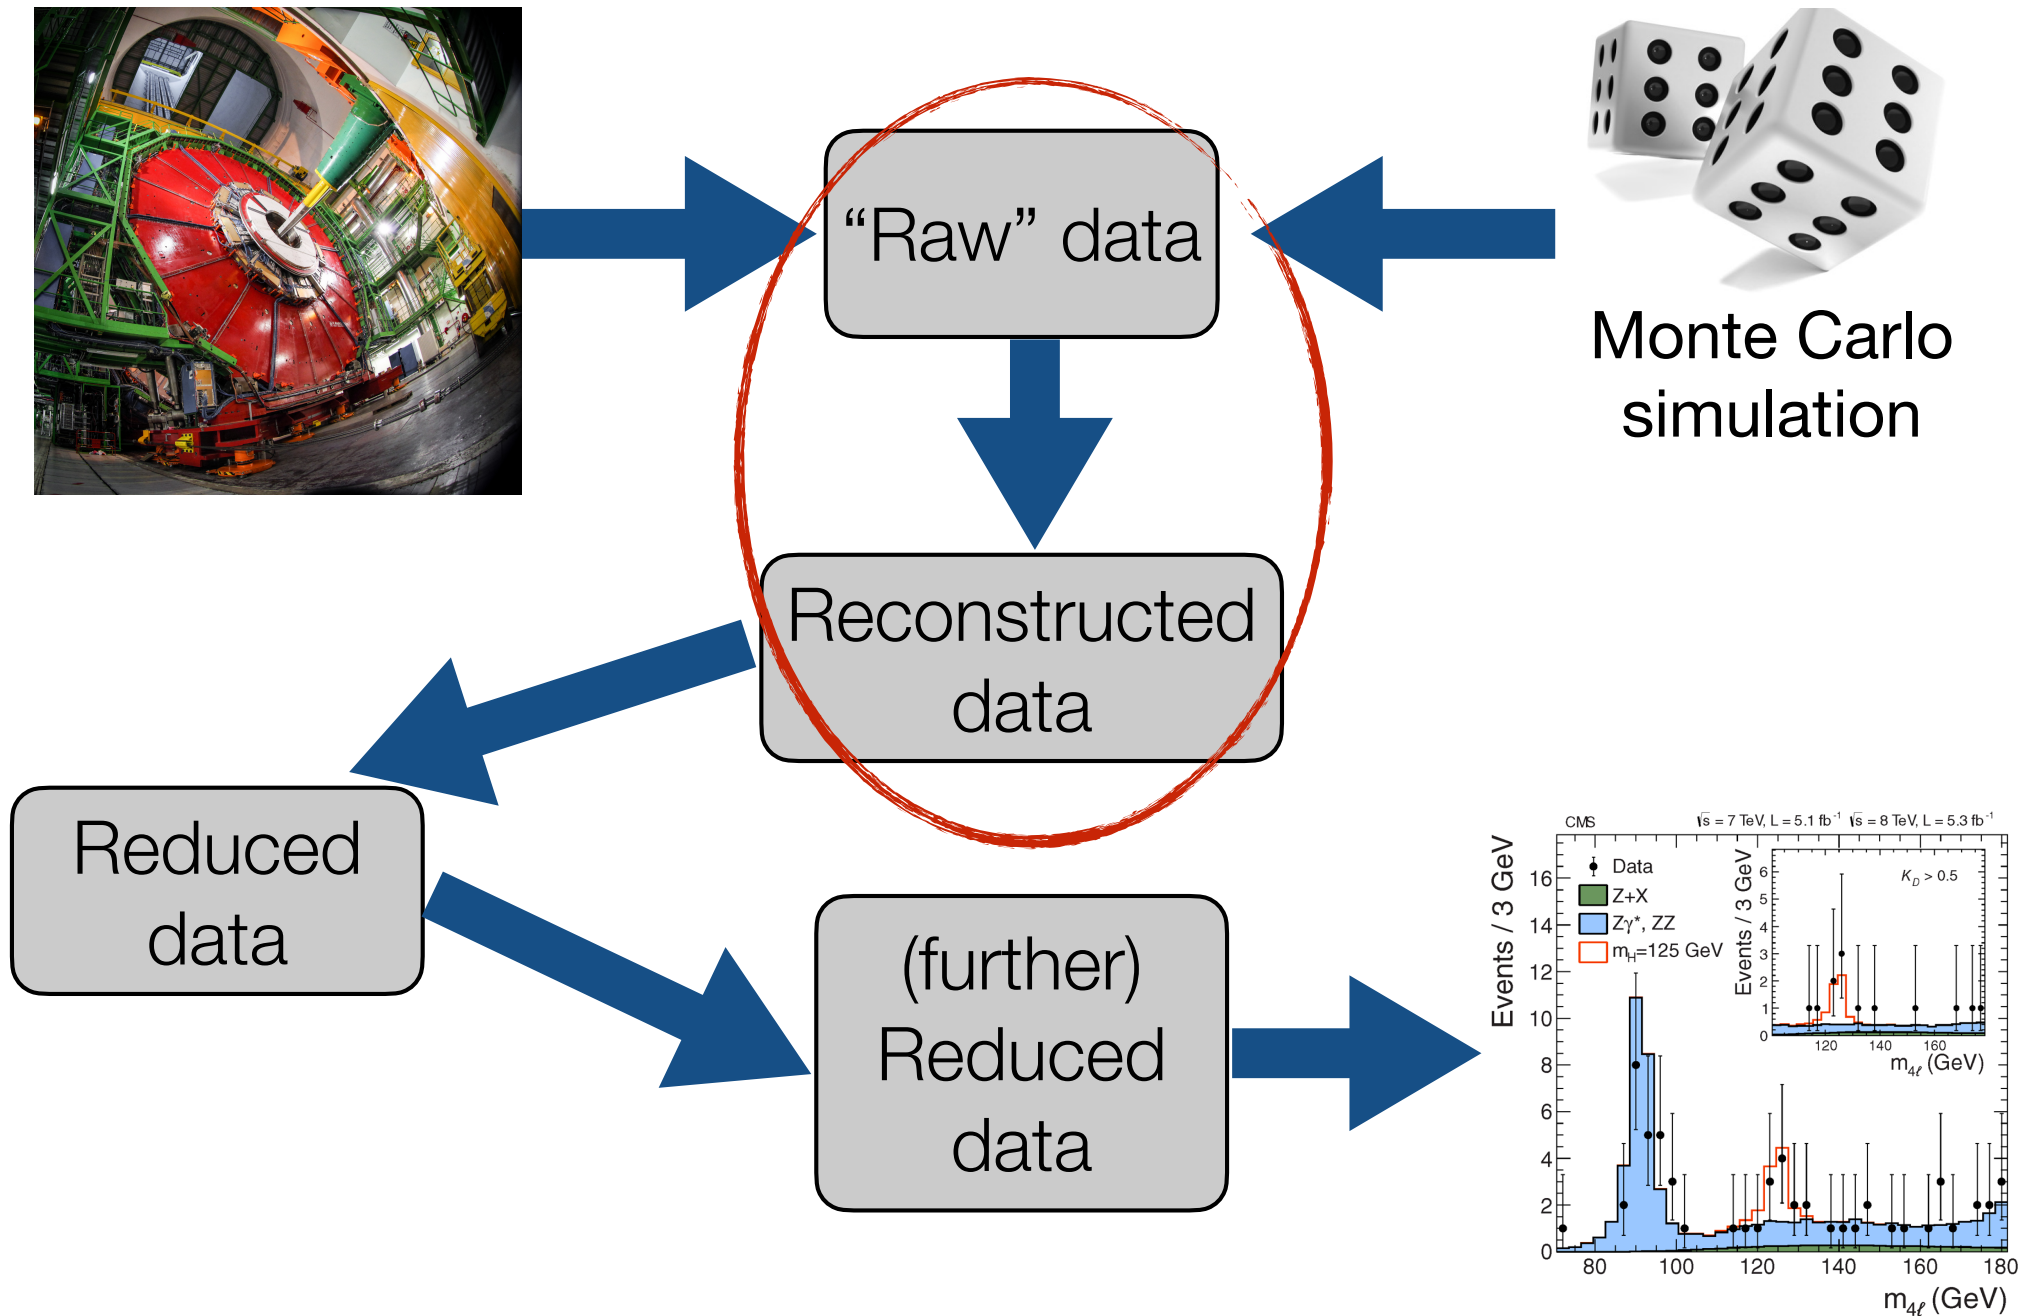 “Raw” data
Monte Carlo
simulation
Reconstructed
data
Reduced
data
(further)
Reduced
data
CMS
√s = 7 TeV, L = 5.1 fb⁻¹ √s = 8 TeV, L = 5.3 fb⁻¹
Events / 3 GeV
16
14
12
10
8
6
4
2
0
Data
Z+X
Zγ*, ZZ
m_H=125 GeV
Events / 3 GeV
6
5
4
3
2
1
0
K_D > 0.5
120 140 160
m_4ℓ (GeV)
80 100 120 140 160 180
m_4ℓ (GeV)